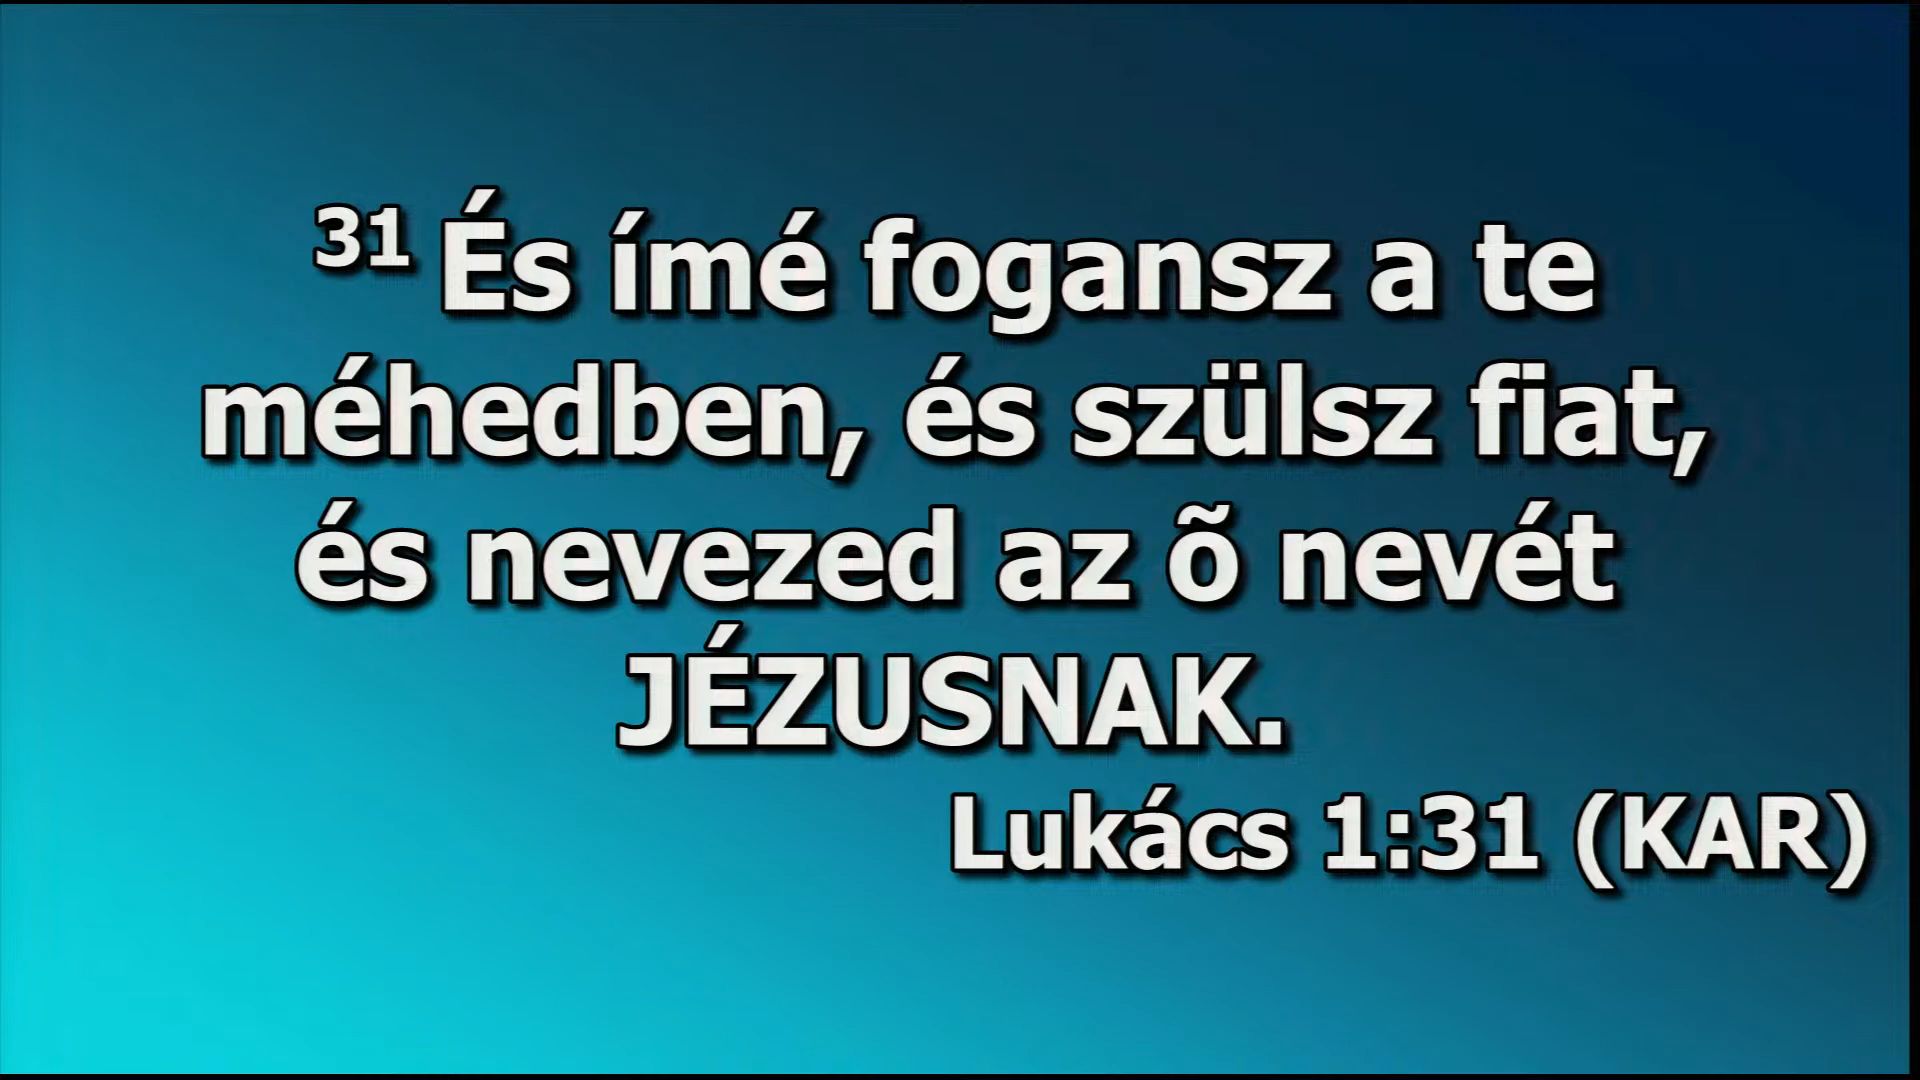 31 És ímé fogansz a te
méhedben, és szülsz fiat,
és nevezed az õ nevét
JÉZUSNAK.
Lukács 1:31 (KAR)